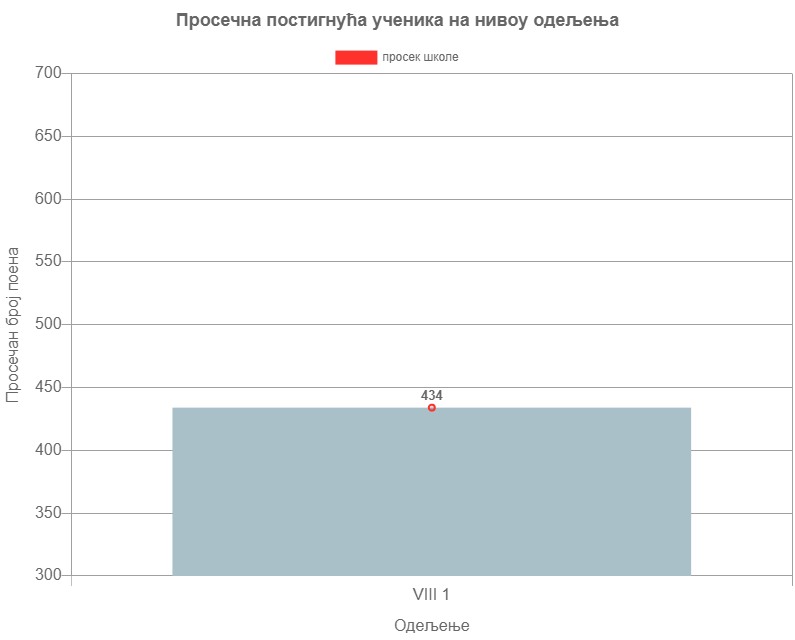 Просечна постигнућа ученика на нивоу одељења
просек школе
Просечан број поена
700
650
600
550
500
450
400
350
300
434
VIII 1
Одељење